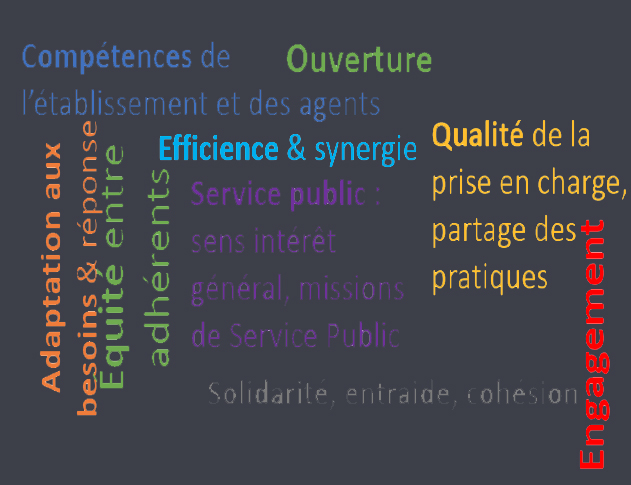 Compétences de
l'établissement et des agents
Ouverture
Efficience & synergie
Qualité de la
prise en charge,
partage des
pratiques
Adaptation aux
besoins & réponse
Equité entre
adhérents
Service public :
sens intérêt
général, missions
de Service Public
Solidarité, entraide, cohésion
Engagement